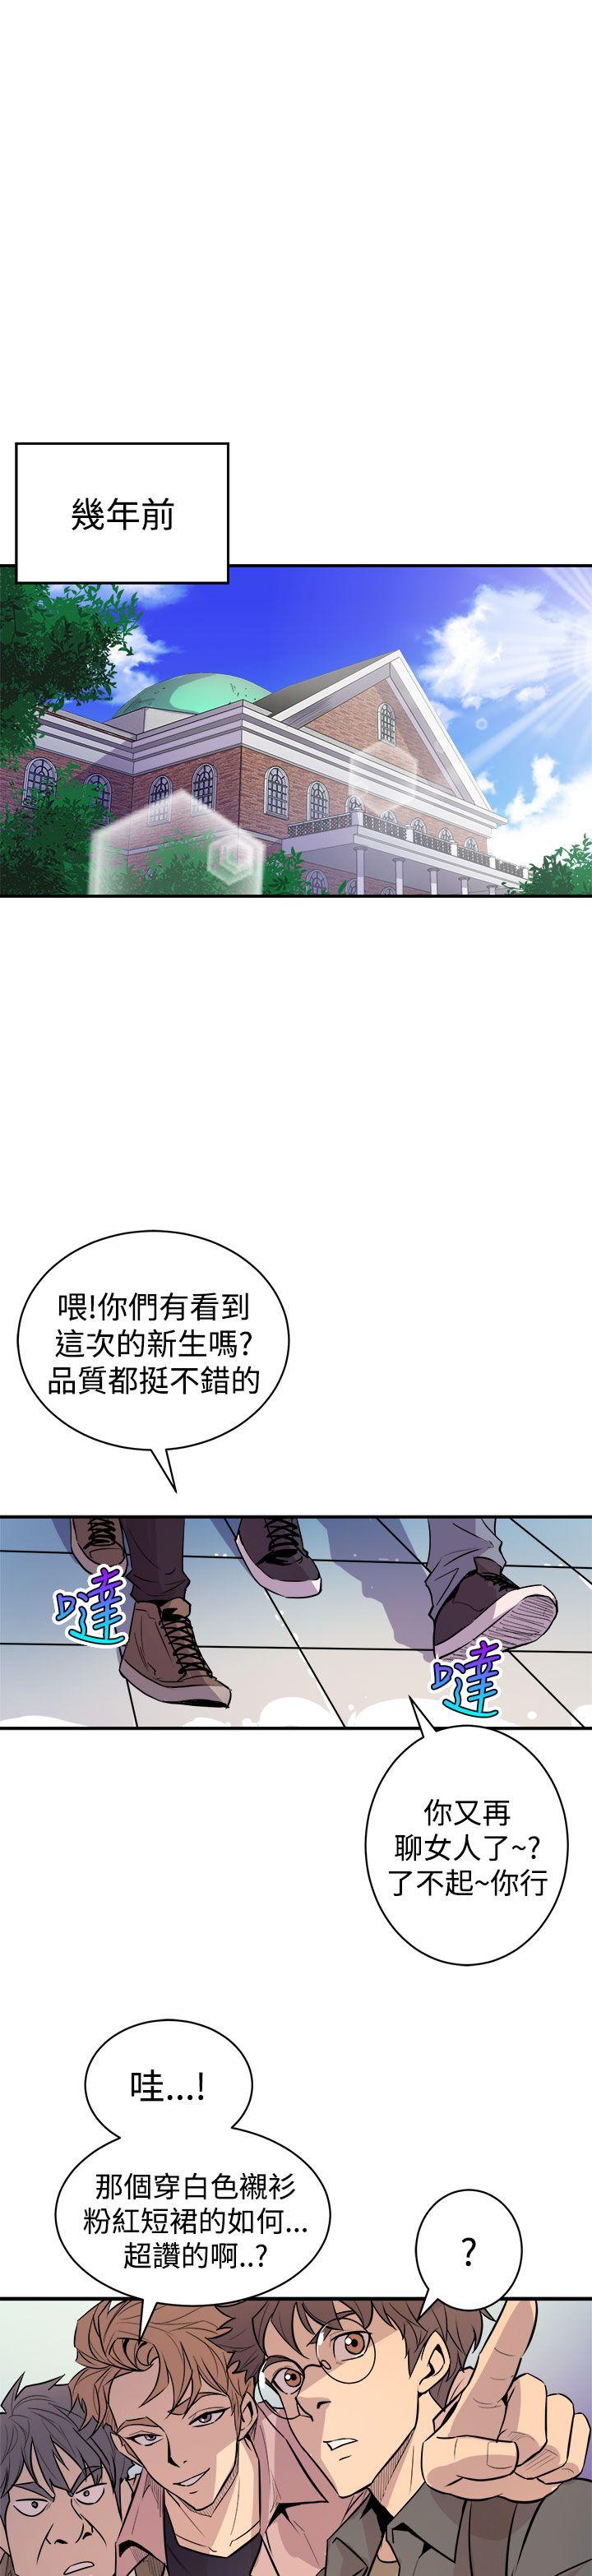 幾年前
喂!你們有看到
這次的新生嗎?
品質都挺不錯的
噠
噠
你又再
聊女人了~?
了不起~你行
哇...!
那個穿白色襯衫
粉紅短裙的如何...
超讚的啊..?
?